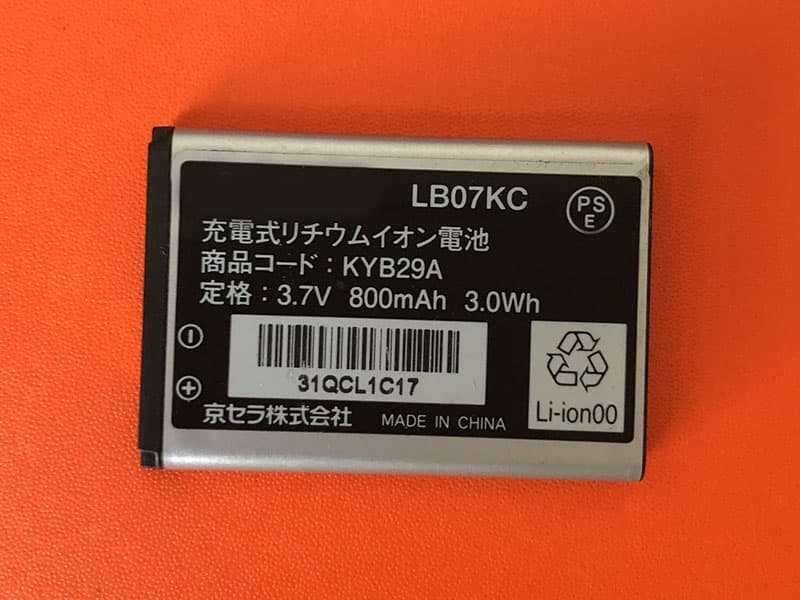 LB07KC
PS
E
充電式リチウムイオン電池
商品コード：KYB29A
定格：3.7V 800mAh 3.0Wh
31QCL1C17
Li-ion00
京セラ株式会社 MADE IN CHINA